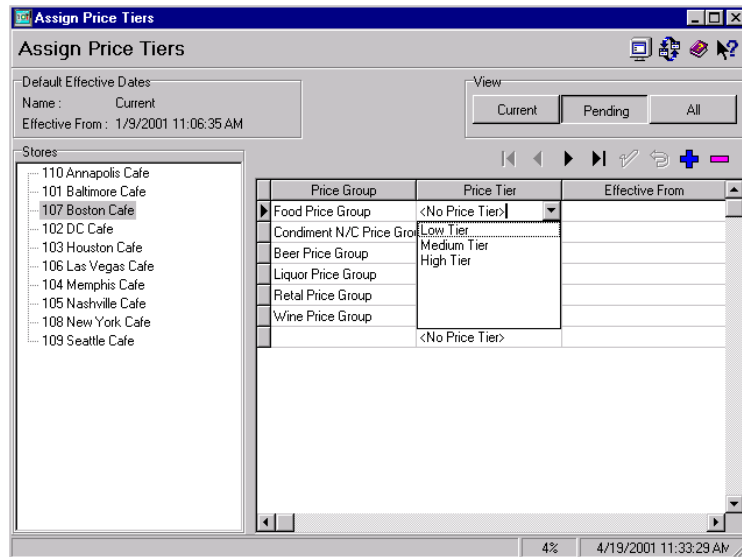 Assign Price Tiers
Assign Price Tiers
Default Effective Dates
Name : Current
Effective From : 1/9/2001 11:06:35 AM
View
Current Pending All
Stores
110 Annapolis Cafe
101 Baltimore Cafe
107 Boston Cafe
102 DC Cafe
103 Houston Cafe
106 Las Vegas Cafe
104 Memphis Cafe
105 Nashville Cafe
108 New York Cafe
109 Seattle Cafe
Price Group Price Tier Effective From
Food Price Group <No Price Tier>
Condiment N/C Price Grou
Beer Price Group
Liquor Price Group
Retal Price Group
Wine Price Group
Low Tier
Medium Tier
High Tier
<No Price Tier>
4% 4/19/2001 11:33:29 AM